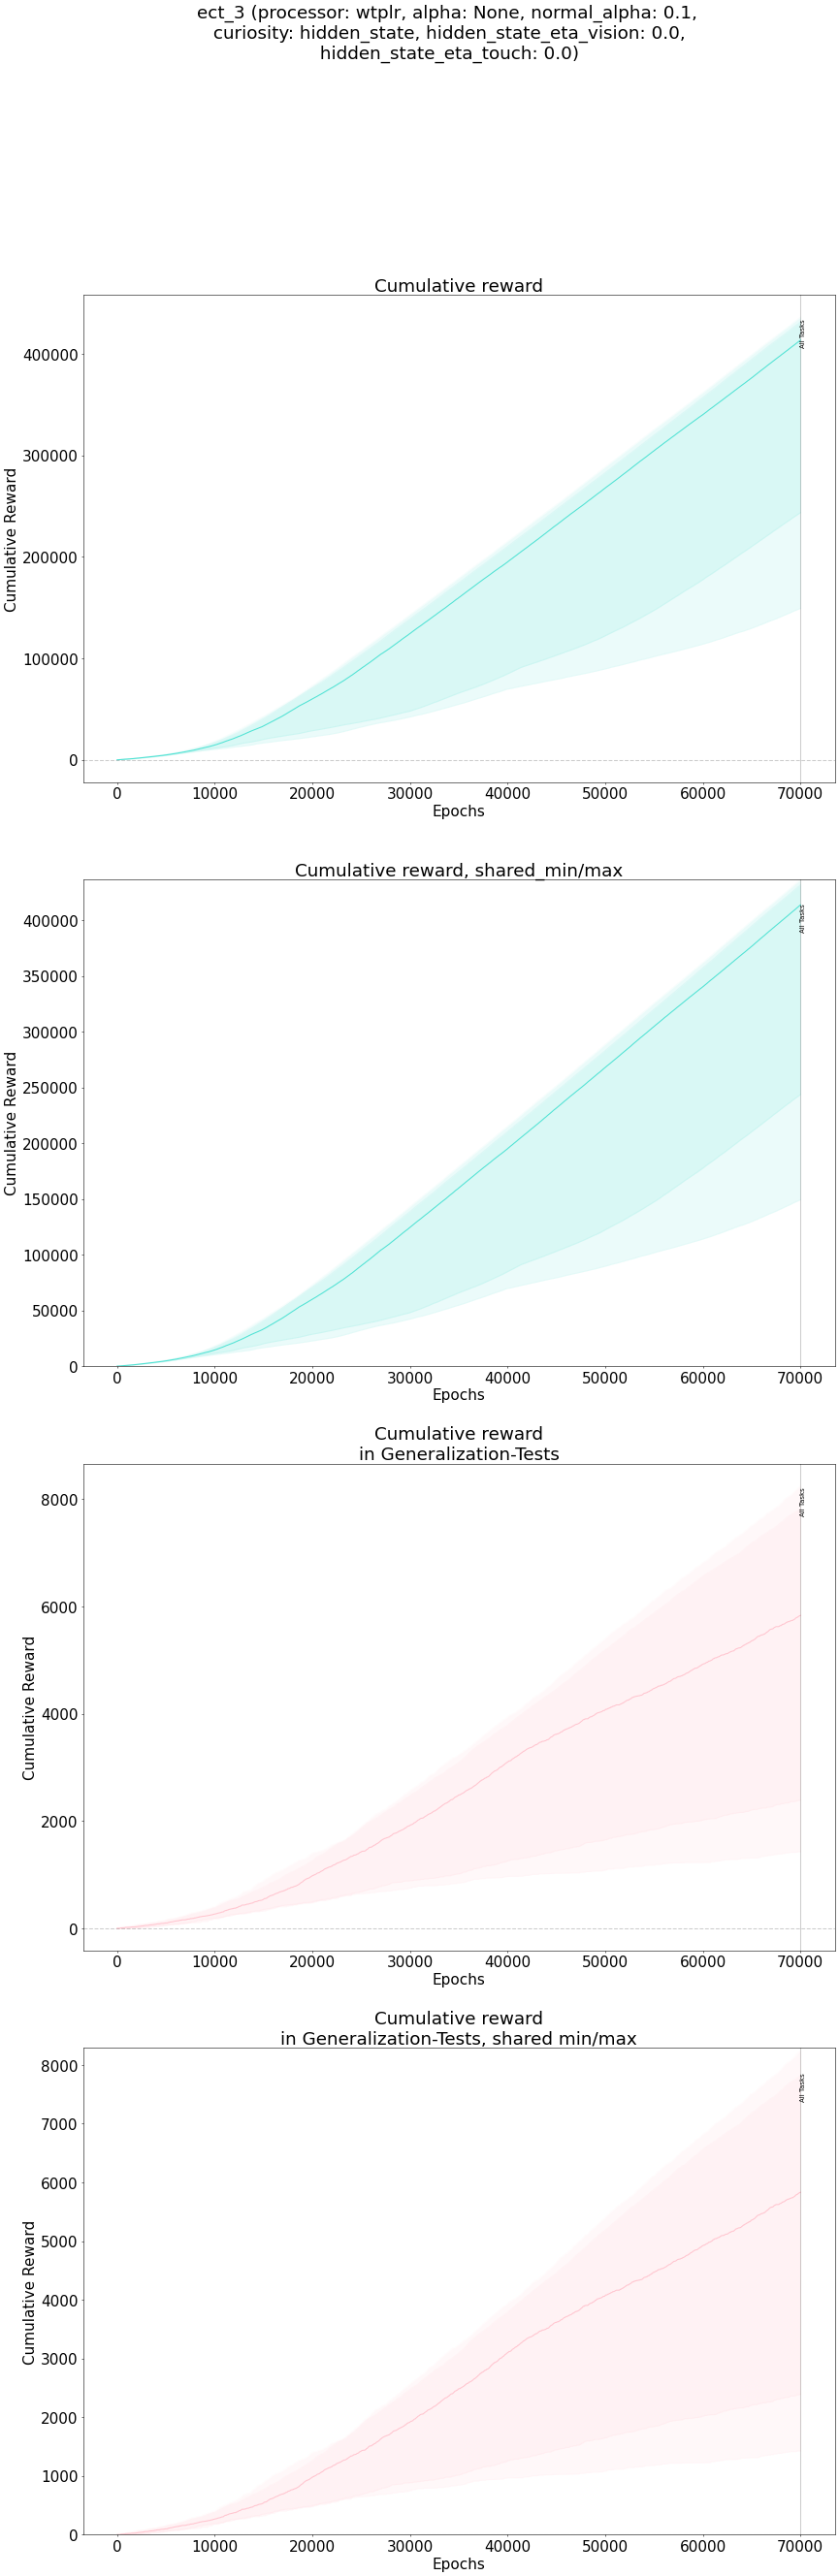 ect_3 (processor: wtplr, alpha: None, normal_alpha: 0.1,
curiosity: hidden_state, hidden_state_eta_vision: 0.0,
hidden_state_eta_touch: 0.0)
Cumulative reward
Cumulative Reward
400000
300000
200000
100000
0
All Tasks
0 10000 20000 30000 40000 50000 60000 70000
Epochs
Cumulative reward, shared_min/max
Cumulative Reward
400000
350000
300000
250000
200000
150000
100000
50000
0
All Tasks
0 10000 20000 30000 40000 50000 60000 70000
Epochs
Cumulative reward
in Generalization-Tests
Cumulative Reward
8000
6000
4000
2000
0
All Tasks
0 10000 20000 30000 40000 50000 60000 70000
Epochs
Cumulative reward
in Generalization-Tests, shared min/max
Cumulative Reward
8000
7000
6000
5000
4000
3000
2000
1000
0
All Tasks
0 10000 20000 30000 40000 50000 60000 70000
Epochs